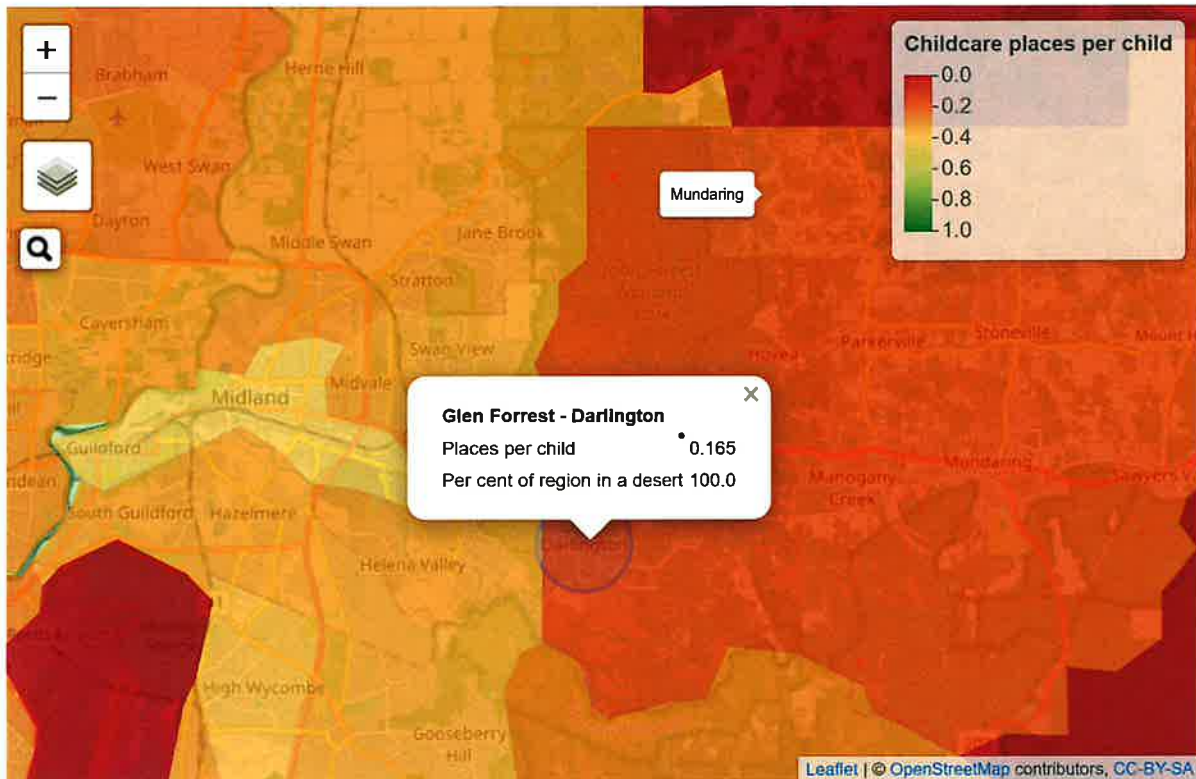 +
−
Brabham
Herne Hill
West Swan
Dayton
Middle Swan
Jane Brook
Stratton
Caversham
Swan View
Midvale
Midland
Guildford
South Guildford
Hazelmere
Helena Valley
High Wycombe
Gooseberry
Hill
Mundaring
Hovea
Parkerville
Stoneville
Mahogany
Creek
Mundaring
Darlington
Childcare places per child
0.0
0.2
0.4
0.6
0.8
1.0
Glen Forrest - Darlington
×
Places per child 0.165
Per cent of region in a desert 100.0
Leaflet | © OpenStreetMap contributors, CC-BY-SA